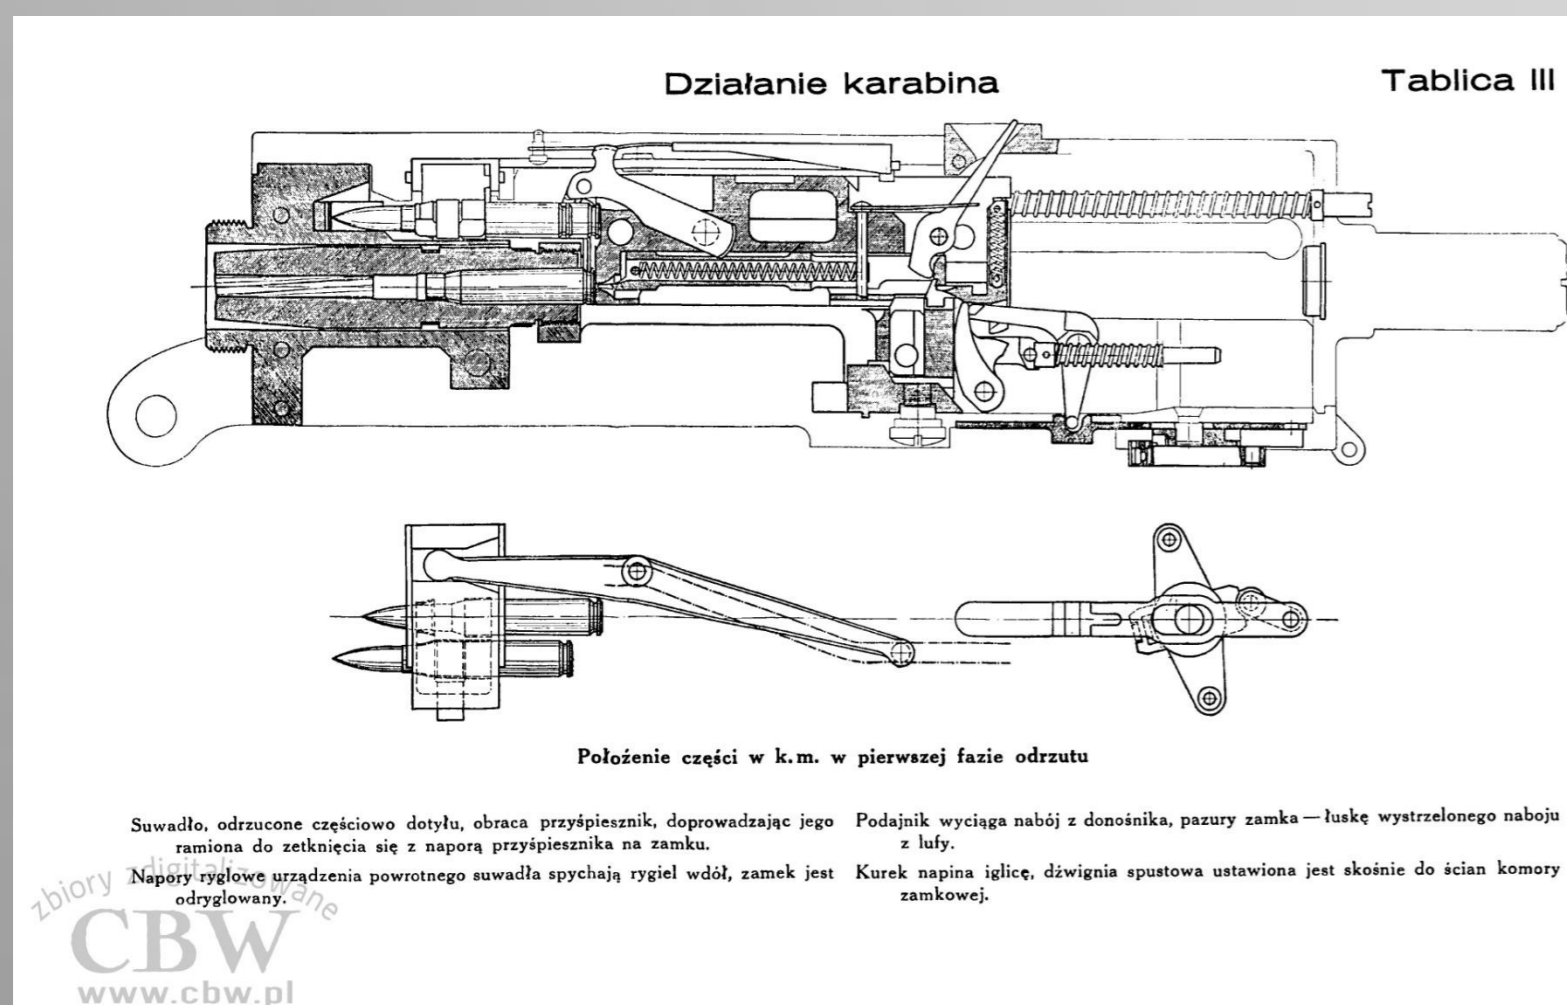 Działanie karabina
Tablica III
Położenie części w k.m. w pierwszej fazie odrzutu
Suwadło, odrzucone częściowo dotyłu, obraca przyśpiesznik, doprowadzając jego
ramiona do zetknięcia się z naporą przyśpiesznika na zamku.
Napory ryglowe urządzenia powrotnego suwadła spychają rygiel wdół, zamek jest
odryglowany.
Podajnik wyciąga nabój z donośnika, pazury zamka — łuskę wystrzelonego naboju
z lufy.
Kurek napina iglicę, dźwignia spustowa ustawiona jest skośnie do ścian komory
zamkowej.
zbiory zdigitalizowane
CBW
www.cbw.pl